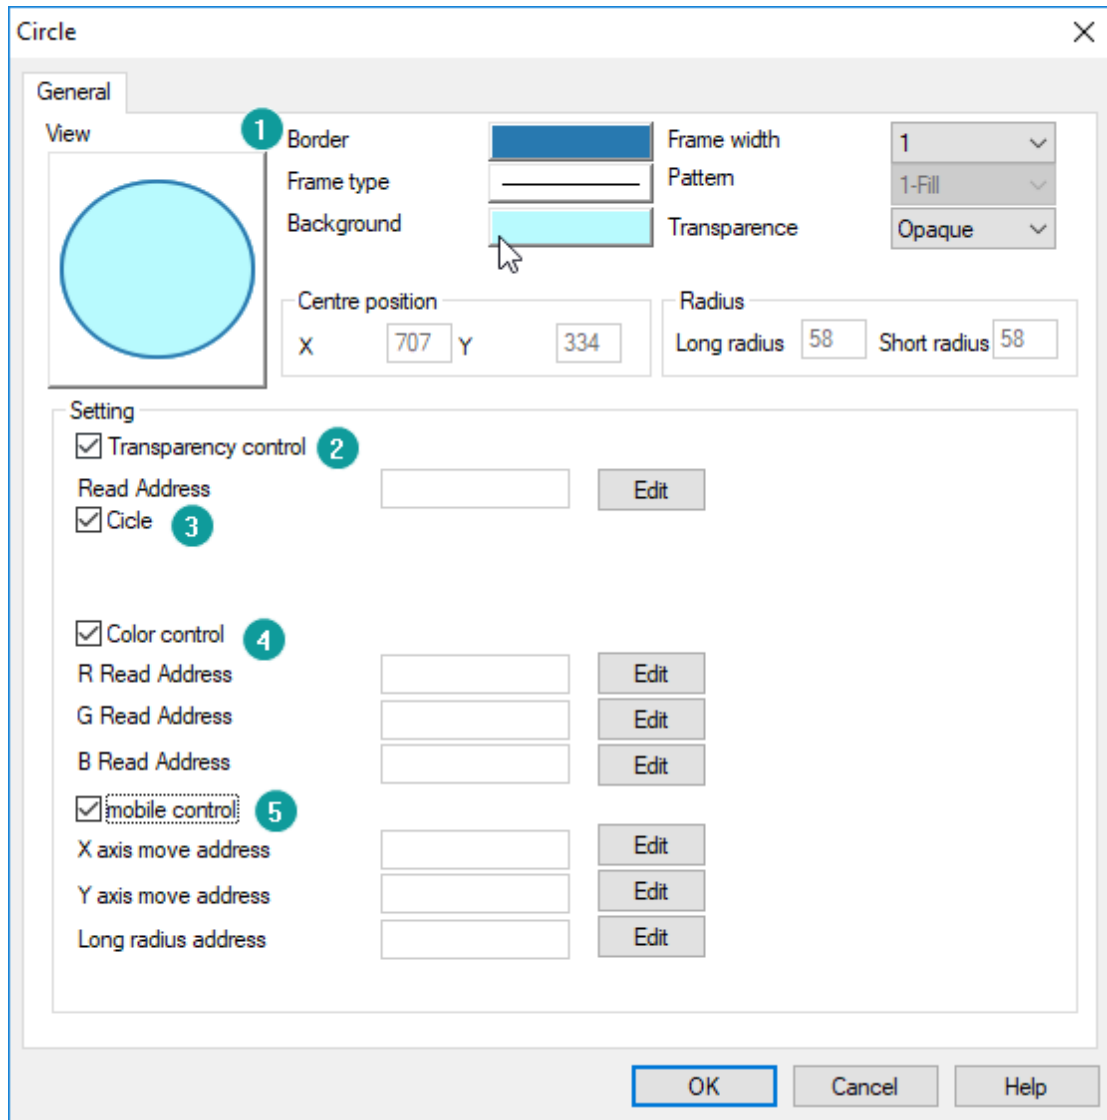 Circle
General
View
1 Border Frame width 1
Frame type Pattern 1-Fill
Background Transparence Opaque
Centre position Radius
X 707 Y 334 Long radius 58 Short radius 58
Setting
Transparency control 2
Read Address Edit
Cicle 3
Color control 4
R Read Address Edit
G Read Address Edit
B Read Address Edit
mobile control 5
X axis move address Edit
Y axis move address Edit
Long radius address Edit
OK Cancel Help